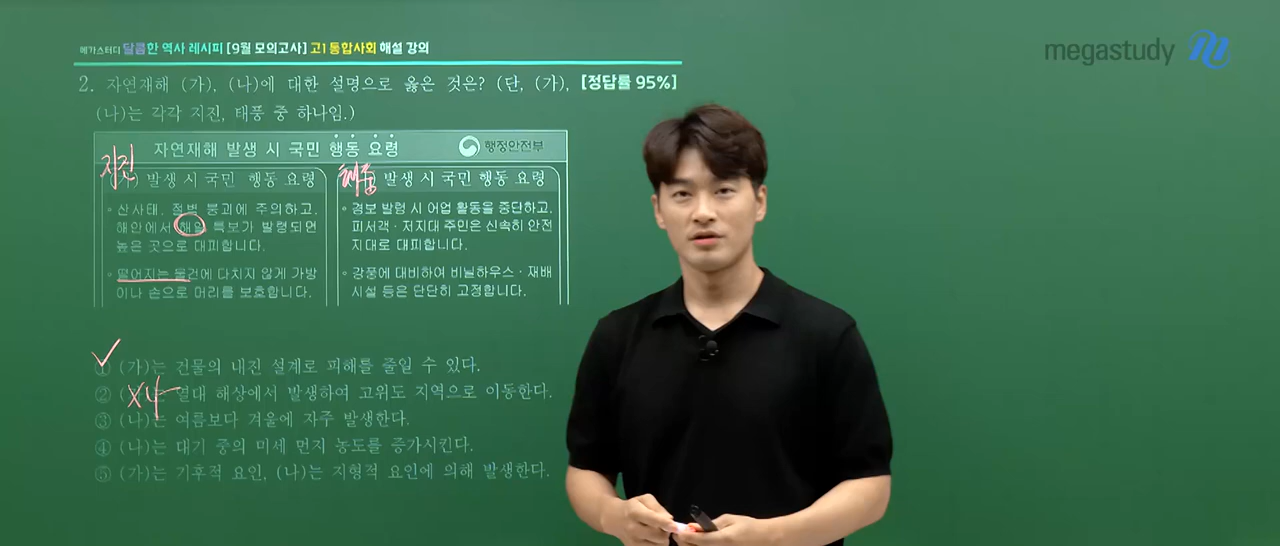 메가스터디 달콤한 역사 레시피 [9월 모의고사] 고1 통합사회 해설 강의
megastudy
2. 자연재해 (가), (나)에 대한 설명으로 옳은 것은? (단, (가), [정답률 95%]
(나)는 각각 지진, 태풍 중 하나임.)
자연재해 발생 시 국민 행동 요령
행정안전부
지진
(가) 발생 시 국민 행동 요령
• 산사태, 절벽 붕괴에 주의하고,
해안에서 해일 특보가 발령되면
높은 곳으로 대피합니다.
• 떨어지는 물건에 다치지 않게 가방
이나 손으로 머리를 보호합니다.
태풍
발생 시 국민 행동 요령
• 경보 발령 시 어업 활동을 중단하고,
피서객·저지대 주민은 신속히 안전
지대로 대피합니다.
• 강풍에 대비하여 비닐하우스·재배
시설 등은 단단히 고정합니다.
① (가)는 건물의 내진 설계로 피해를 줄일 수 있다.
② 열대 해상에서 발생하여 고위도 지역으로 이동한다.
③ (나)는 여름보다 겨울에 자주 발생한다.
④ (나)는 대기 중의 미세 먼지 농도를 증가시킨다.
⑤ (가)는 기후적 요인, (나)는 지형적 요인에 의해 발생한다.